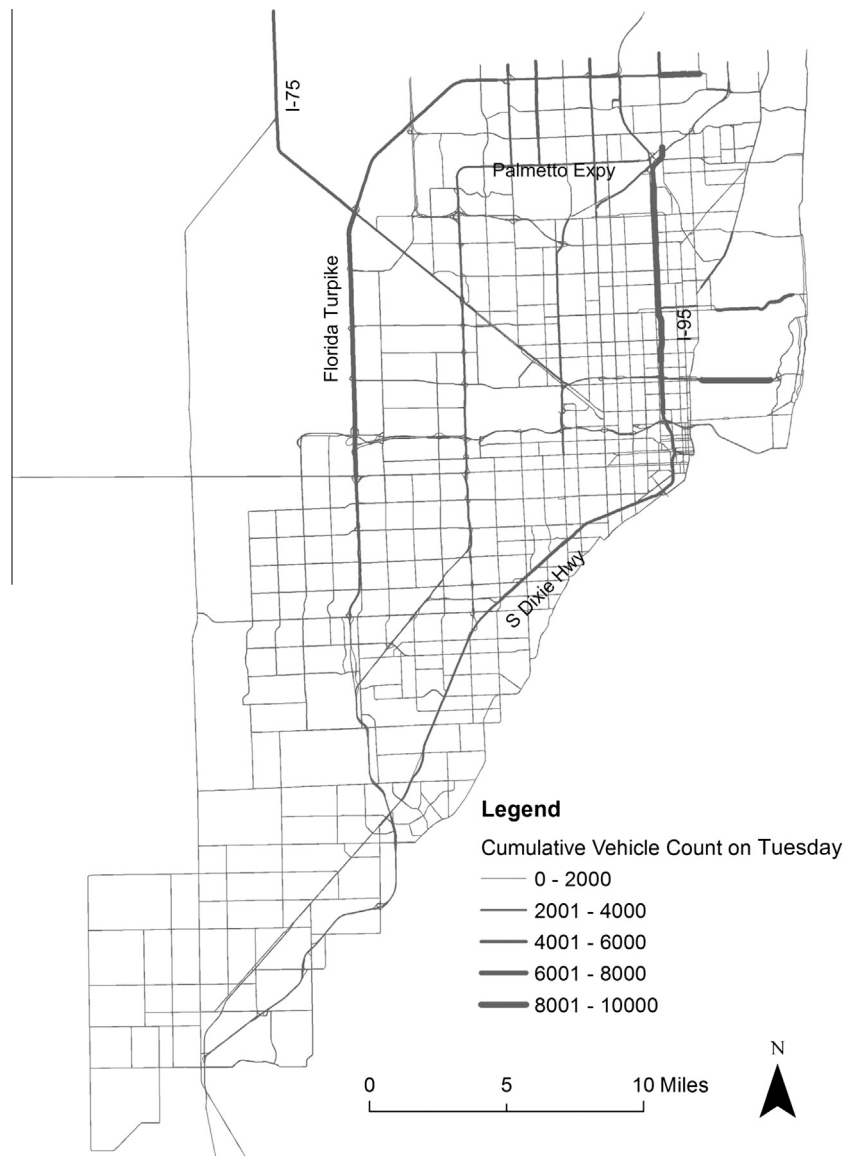 I-75
Palmetto Expy
Florida Turpike
I-95
S Dixie Hwy
Legend
Cumulative Vehicle Count on Tuesday
0 - 2000
2001 - 4000
4001 - 6000
6001 - 8000
8001 - 10000
N
0 5 10 Miles